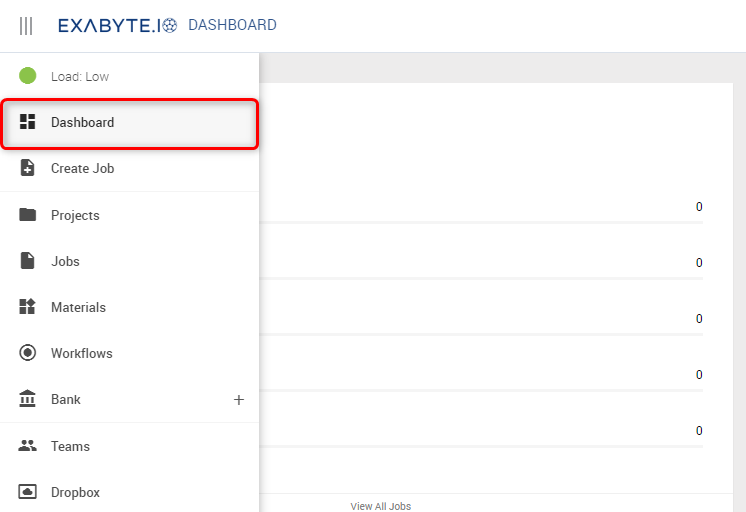 EXABYTE.IO DASHBOARD
Load: Low
Dashboard
Create Job
Projects
0
Jobs
0
Materials
0
Workflows
0
Bank +
0
Teams
Dropbox
View All Jobs